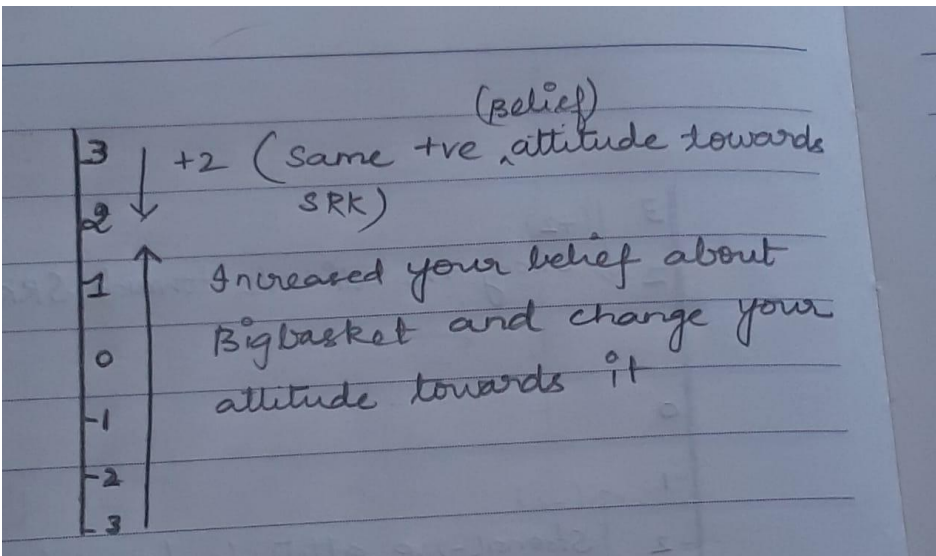 (Belief)
3 +2 (Same +ve ^ attitude towards
2 SRK)
1 Increased your belief about
0 Bigbasket and change your
attitude towards it
-1
-2
-3